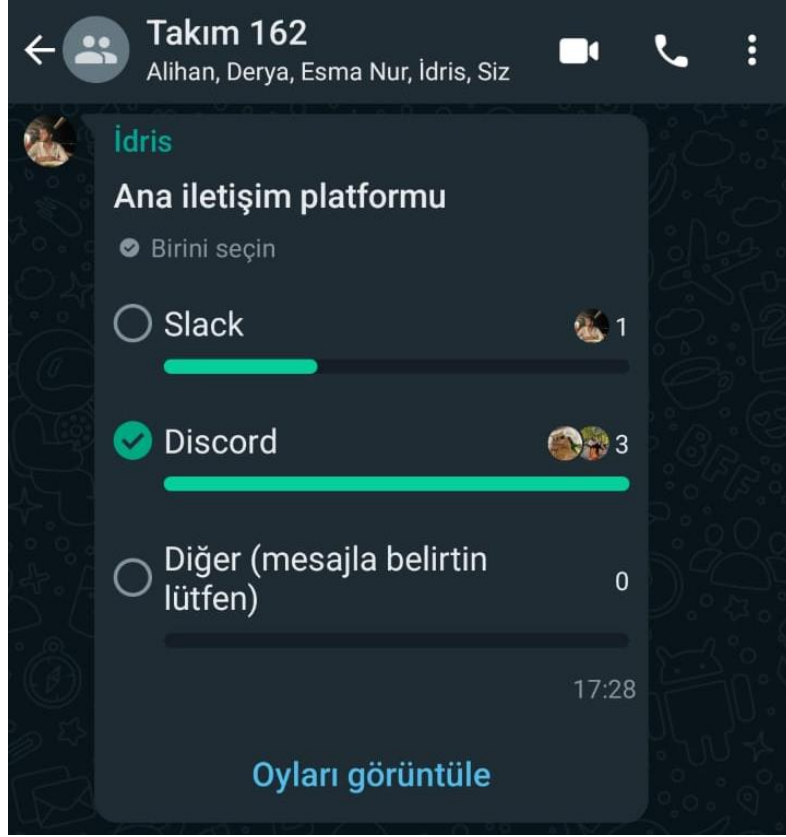 Takım 162
Alihan, Derya, Esma Nur, İdris, Siz
İdris
Ana iletişim platformu
Birini seçin
Slack 1
Discord 3
Diğer (mesajla belirtin
lütfen) 0
17:28
Oyları görüntüle